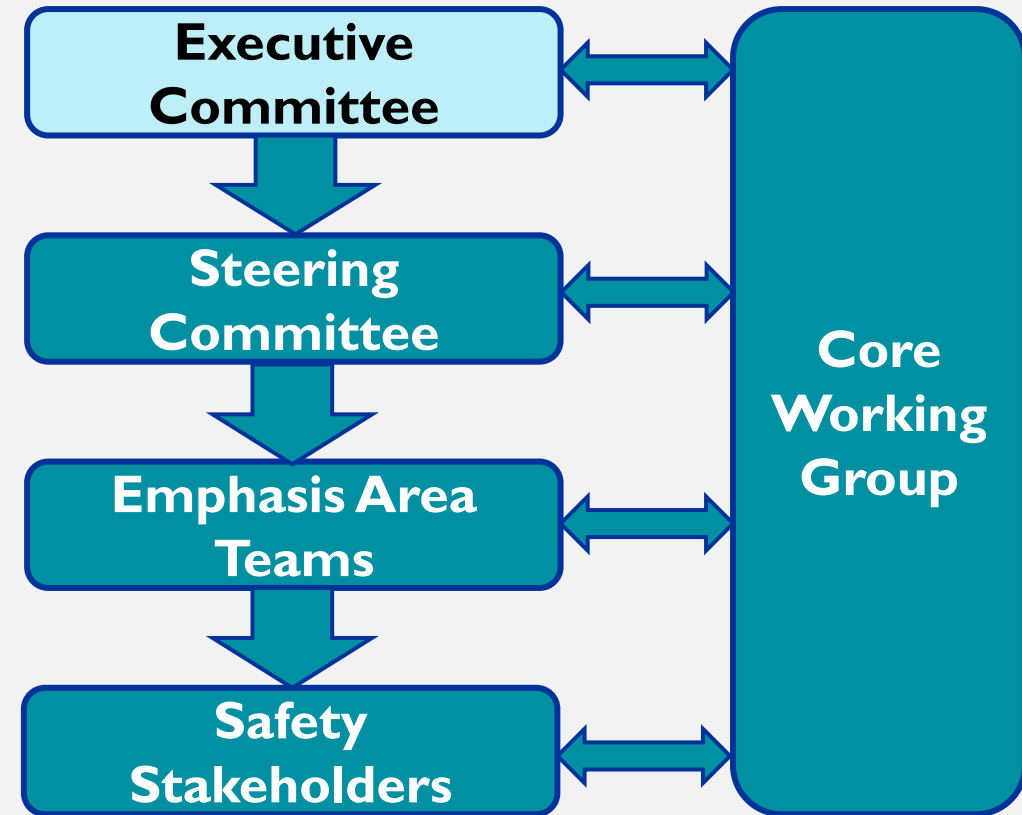 Executive
Committee
Steering
Committee
Emphasis Area
Teams
Safety
Stakeholders
Core
Working
Group